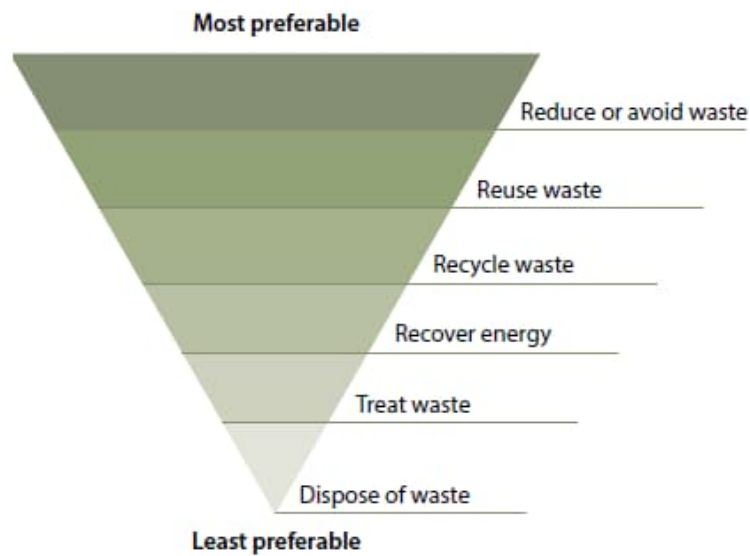 Most preferable
Reduce or avoid waste
Reuse waste
Recycle waste
Recover energy
Treat waste
Dispose of waste
Least preferable